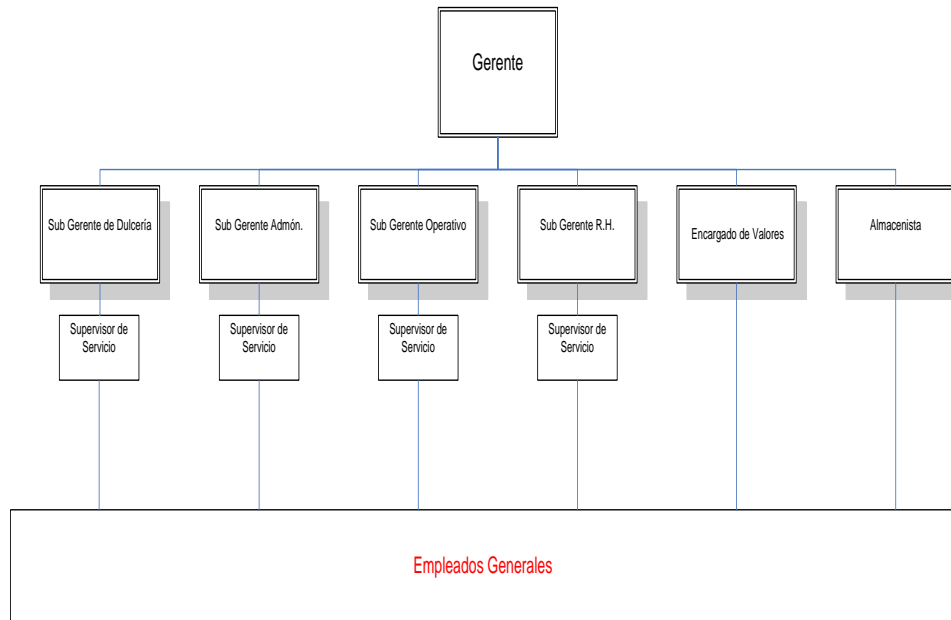 Gerente
Sub Gerente de Dulcería
Sub Gerente Admón.
Sub Gerente Operativo
Sub Gerente R.H.
Encargado de Valores
Almacenista
Supervisor de
Servicio
Supervisor de
Servicio
Supervisor de
Servicio
Supervisor de
Servicio
Empleados Generales